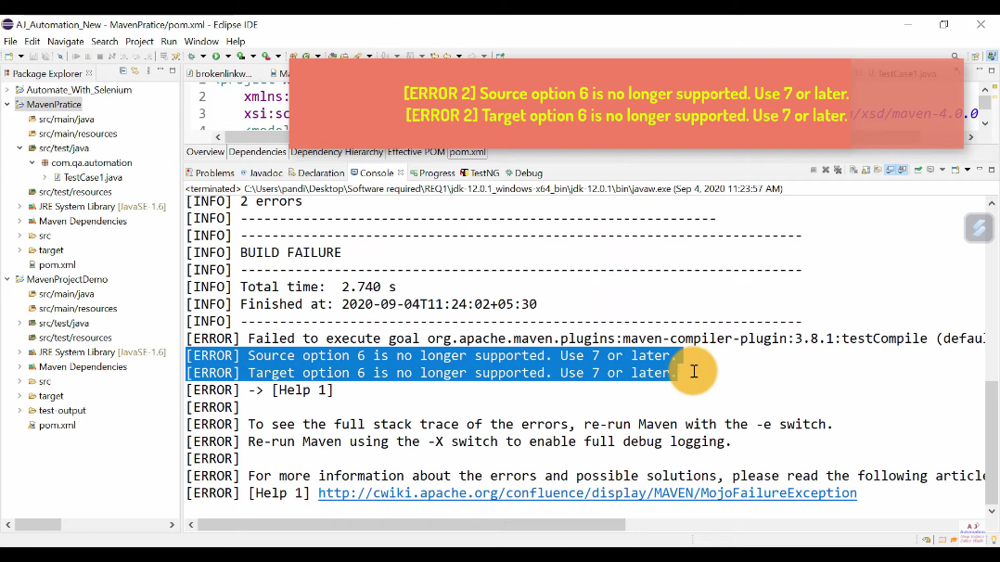 AJ_Automation_New - MavenPratice/pom.xml - Eclipse IDE
File Edit Navigate Search Project Run Window Help
Package Explorer
Automate_With_Selenium
MavenPratice
src/main/java
src/main/resources
src/test/java
com.qa.automation
TestCase1.java
src/test/resources
JRE System Library [JavaSE-1.6]
Maven Dependencies
src
target
pom.xml
MavenProjectDemo
src/main/java
src/main/resources
src/test/java
src/test/resources
JRE System Library [JavaSE-1.6]
Maven Dependencies
src
target
test-output
pom.xml
brokenlinkw...
TestCase1.java
2 xmlns:
3 xsi:sc
/xsd/maven-4.0.0
[ERROR 2] Source option 6 is no longer supported. Use 7 or later.
[ERROR 2] Target option 6 is no longer supported. Use 7 or later.
Overview Dependencies Dependency Hierarchy Effective POM pom.xml
Problems Javadoc Declaration Console Progress TestNG Debug
<terminated> C:\Users\pandi\Desktop\Software required\REQ1\jdk-12.0.1_windows-x64_bin\jdk-12.0.1\bin\javaw.exe (Sep 4, 2020 11:23:57 AM)
[INFO] 2 errors
[INFO] -------------------------------------------------------------
[INFO] ------------------------------------------------------------------------
[INFO] BUILD FAILURE
[INFO] ------------------------------------------------------------------------
[INFO] Total time:  2.740 s
[INFO] Finished at: 2020-09-04T11:24:02+05:30
[INFO] ------------------------------------------------------------------------
[ERROR] Failed to execute goal org.apache.maven.plugins:maven-compiler-plugin:3.8.1:testCompile (defau
[ERROR] Source option 6 is no longer supported. Use 7 or later.
[ERROR] Target option 6 is no longer supported. Use 7 or later.
[ERROR] -> [Help 1]
[ERROR]
[ERROR] To see the full stack trace of the errors, re-run Maven with the -e switch.
[ERROR] Re-run Maven using the -X switch to enable full debug logging.
[ERROR]
[ERROR] For more information about the errors and possible solutions, please read the following article
[ERROR] [Help 1] http://cwiki.apache.org/confluence/display/MAVEN/MojoFailureException
AJ Automation